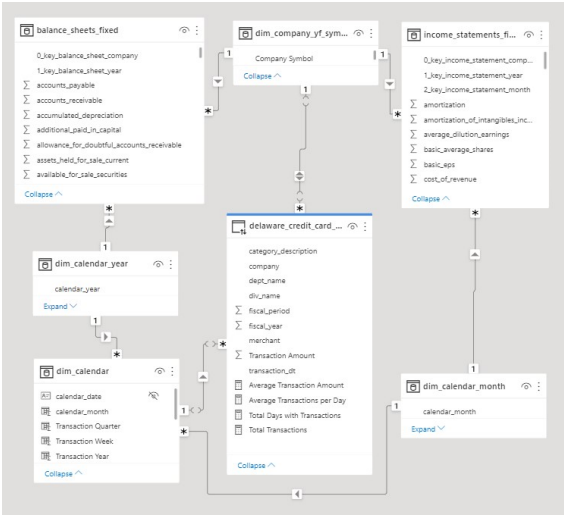 balance_sheets_fixed
0_key_balance_sheet_company
1_key_balance_sheet_year
accounts_payable
accounts_receivable
accumulated_depreciation
additional_paid_in_capital
allowance_for_doubtful_accounts_receivable
assets_held_for_sale_current
available_for_sale_securities
Collapse
dim_company_yf_sym...
Company Symbol
Collapse
income_statements_fi...
0_key_income_statement_comp...
1_key_income_statement_year
2_key_income_statement_month
amortization
amortization_of_intangibles_inc...
average_dilution_earnings
basic_average_shares
basic_eps
cost_of_revenue
Collapse
1
1
*
*
1
*
*
*
1
dim_calendar_year
calendar_year
Expand
1
*
delaware_credit_card_...
category_description
company
dept_name
div_name
fiscal_period
fiscal_year
merchant
Transaction Amount
transaction_dt
Average Transaction Amount
Average Transactions per Day
Total Days with Transactions
Total Transactions
Collapse
*
1
*
dim_calendar
calendar_date
calendar_month
Transaction Quarter
Transaction Week
Transaction Year
Collapse
1
1
dim_calendar_month
calendar_month
Expand